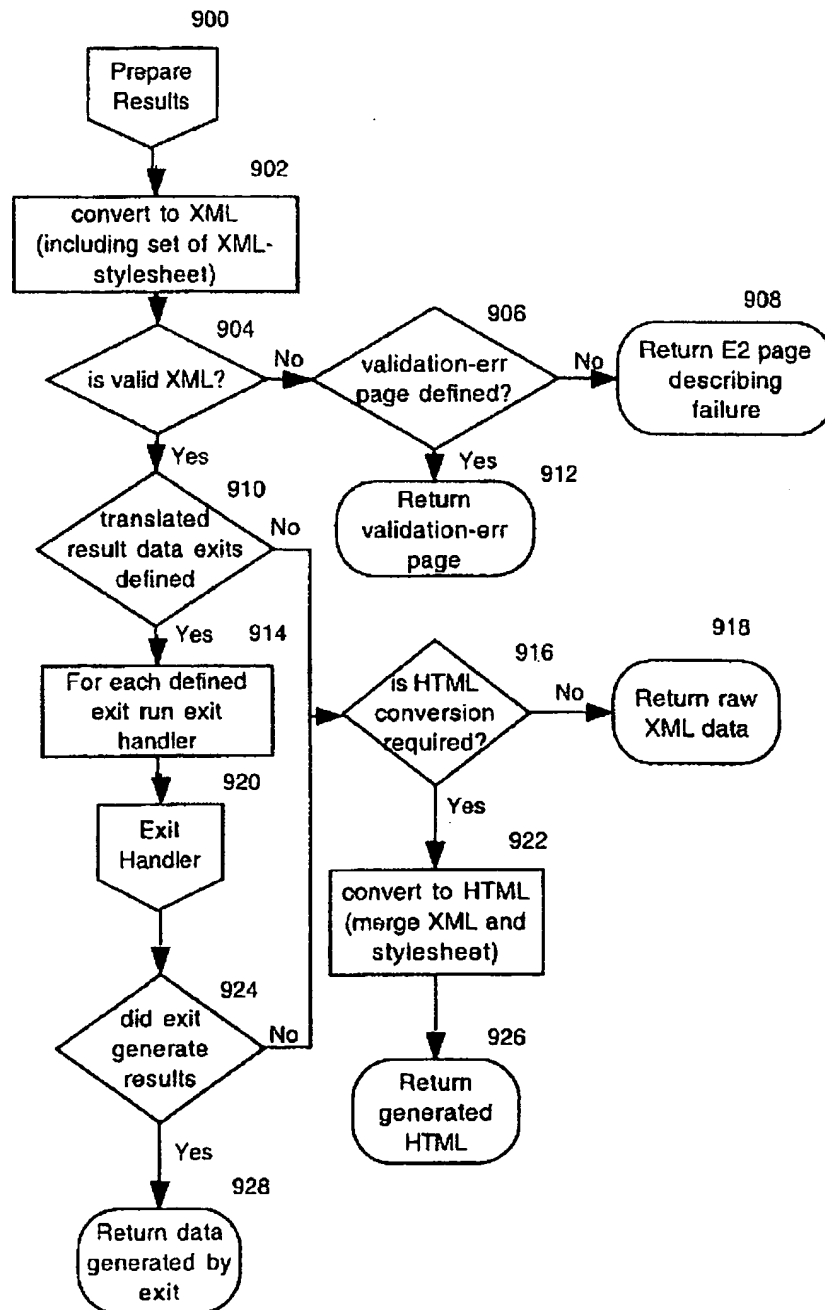 900
Prepare
Results
902
convert to XML
(including set of XML-
stylesheet)
904
is valid XML?
No
906
validation-err
page defined?
No
908
Return E2 page
describing
failure
Yes
Yes
912
Return
validation-err
page
910
translated
result data exits
defined
No
Yes
914
For each defined
exit run exit
handler
916
is HTML
conversion
required?
No
918
Return raw
XML data
920
Exit
Handler
Yes
922
convert to HTML
(merge XML and
stylesheet)
924
did exit
generate
results
No
926
Return
generated
HTML
Yes
928
Return data
generated by
exit